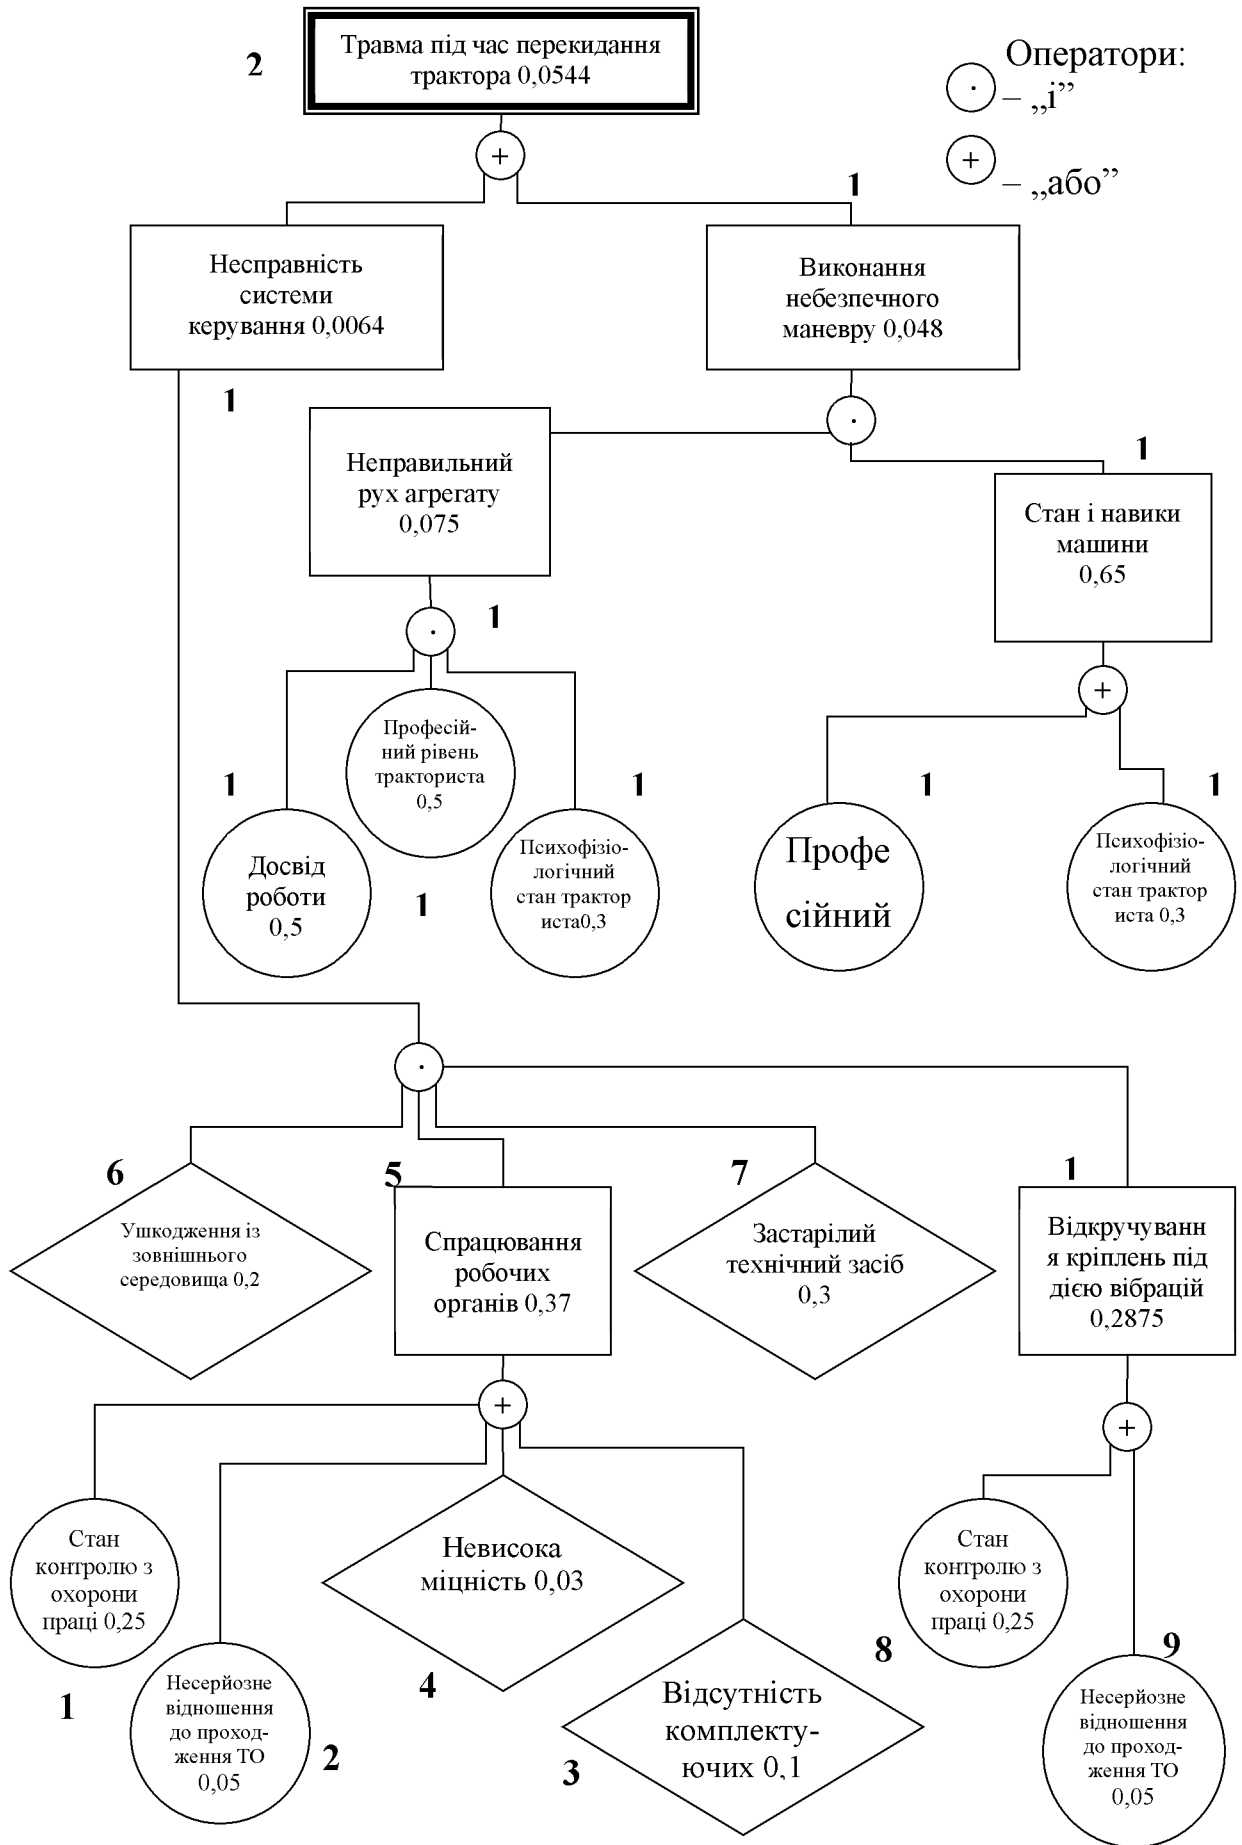 Травма під час перекидання
трактора 0,0544
2
Оператори:
· – „і”
+ – „або”
+
1
Несправність
системи
керування 0,0064
Виконання
небезпечного
маневру 0,048
1
·
Неправильний
рух агрегату
0,075
1
Стан і навики
машини
0,65
·
1
+
Професій-
ний рівень
тракториста
0,5
1
1
1
1
Досвід
роботи
0,5
1
Психофізіо-
логічний
стан трактор
иста0,3
Профе
сійний
Психофізіо-
логічний
стан трактор
иста 0,3
·
6
5
7
1
Ушкодження із
зовнішнього
середовища 0,2
Спрацювання
робочих
органів 0,37
Застарілий
технічний засіб
0,3
Відкручуванн
я кріплень під
дією вібрацій
0,2875
+
+
Стан
контролю з
охорони
праці 0,25
1
Несерйозне
відношення
до проход-
ження ТО
0,05
2
Невисока
міцність 0,03
4
Відсутність
комплекту-
ючих 0,1
3
Стан
контролю з
охорони
праці 0,25
8
9
Несерйозне
відношення
до проход-
ження ТО
0,05